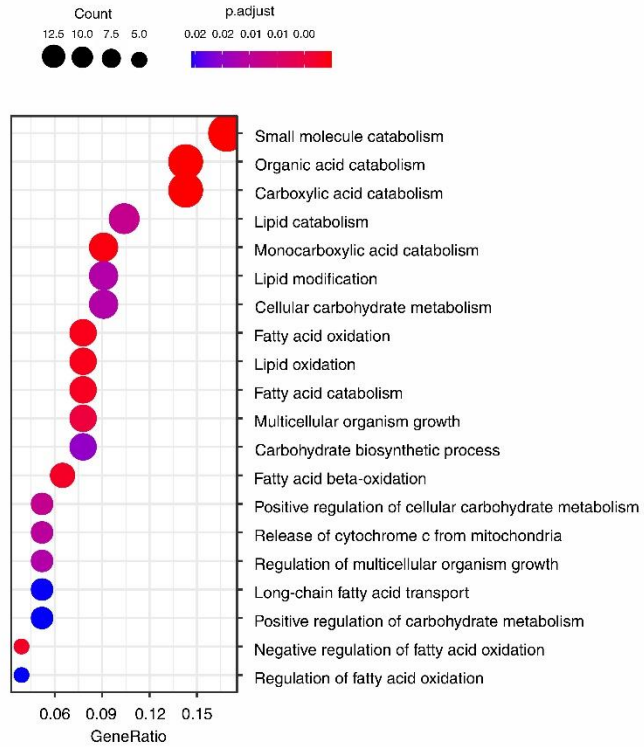 Count
12.5 10.0 7.5 5.0
p.adjust
0.02 0.02 0.01 0.01 0.00
Small molecule catabolism
Organic acid catabolism
Carboxylic acid catabolism
Lipid catabolism
Monocarboxylic acid catabolism
Lipid modification
Cellular carbohydrate metabolism
Fatty acid oxidation
Lipid oxidation
Fatty acid catabolism
Multicellular organism growth
Carbohydrate biosynthetic process
Fatty acid beta-oxidation
Positive regulation of cellular carbohydrate metabolism
Release of cytochrome c from mitochondria
Regulation of multicellular organism growth
Long-chain fatty acid transport
Positive regulation of carbohydrate metabolism
Negative regulation of fatty acid oxidation
Regulation of fatty acid oxidation
0.06 0.09 0.12 0.15
GeneRatio